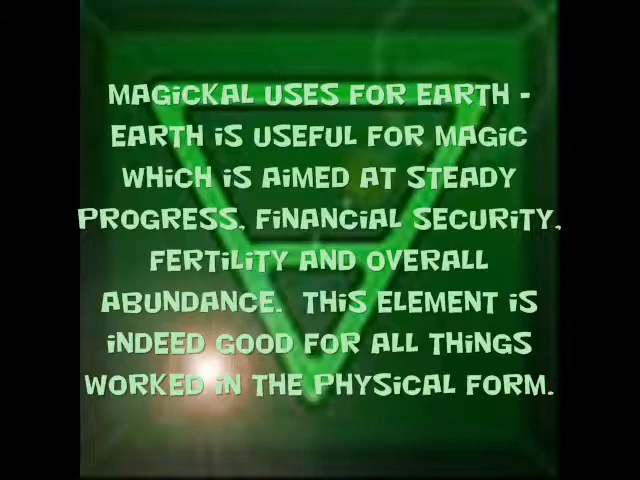 MAGICKAL USES FOR EARTH -
EARTH IS USEFUL FOR MAGIC
WHICH IS AIMED AT STEADY
PROGRESS, FINANCIAL SECURITY,
FERTILITY AND OVERALL
ABUNDANCE.  THIS ELEMENT IS
INDEED GOOD FOR ALL THINGS
WORKED IN THE PHYSICAL FORM.